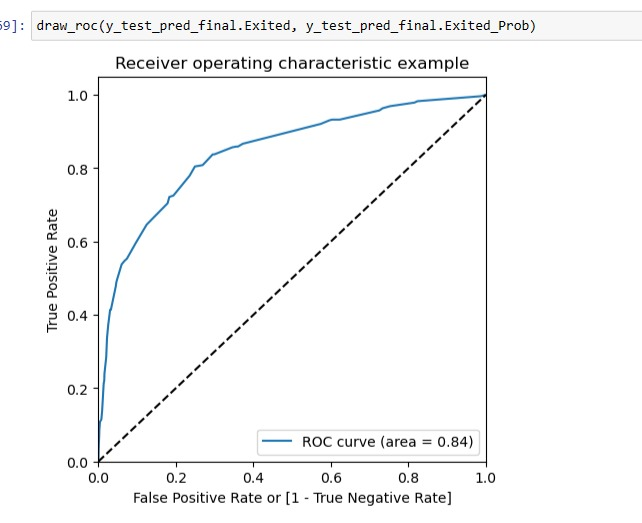 59]: draw_roc(y_test_pred_final.Exited, y_test_pred_final.Exited_Prob)
Receiver operating characteristic example
1.0
0.8
0.6
0.4
0.2
0.0
True Positive Rate
ROC curve (area = 0.84)
0.0 0.2 0.4 0.6 0.8 1.0
False Positive Rate or [1 - True Negative Rate]